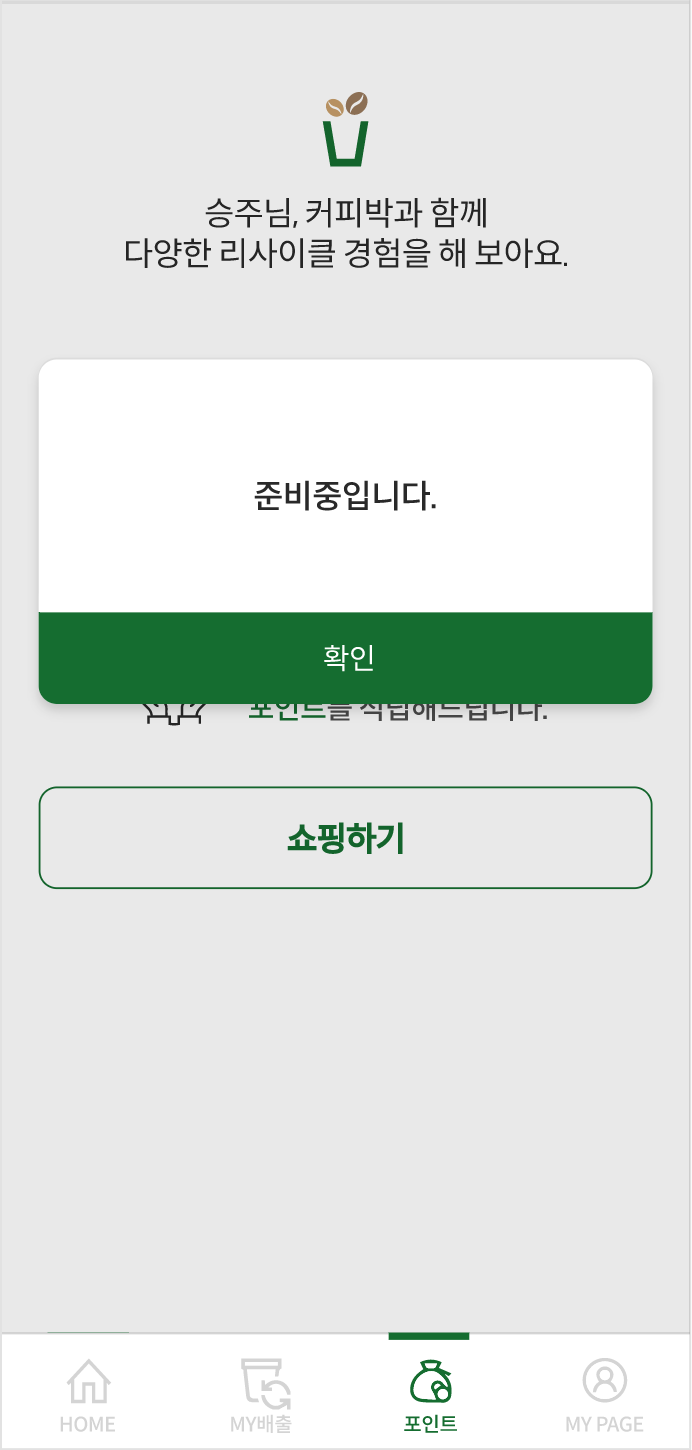 승주님, 커피박과 함께
다양한 리사이클 경험을 해 보아요.
준비중입니다.
확인
포인트를 적립해드립니다.
쇼핑하기
HOME
MY배출
포인트
MY PAGE